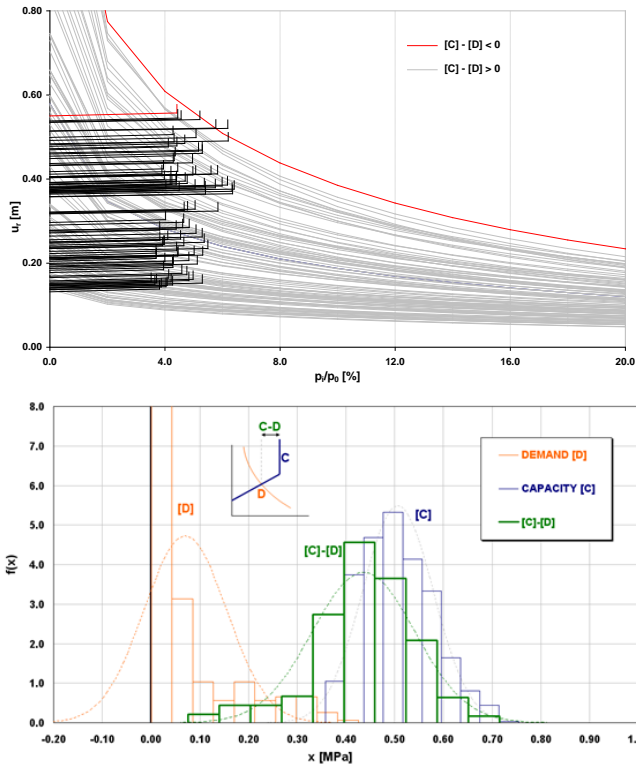 0.80
0.60
0.40
0.20
0.00
u_r [m]
[C] - [D] < 0
[C] - [D] > 0
0.0 4.0 8.0 12.0 16.0 20.0
p_i/p_0 [%]
8.0
7.0
6.0
5.0
4.0
3.0
2.0
1.0
0.0
f(x)
C-D
C
D
[D]
[C]
[C]-[D]
DEMAND [D]
CAPACITY [C]
[C]-[D]
-0.20 -0.10 0.00 0.10 0.20 0.30 0.40 0.50 0.60 0.70 0.80 0.90
x [MPa]